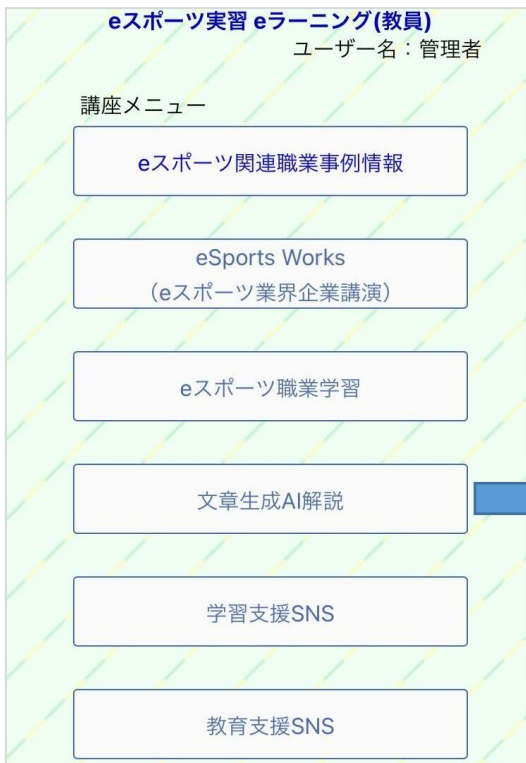 eスポーツ実習 eラーニング(教員)
ユーザー名：管理者
講座メニュー
eスポーツ関連職業事例情報
eSports Works
（eスポーツ業界企業講演）
eスポーツ職業学習
文章生成AI解説
学習支援SNS
教育支援SNS